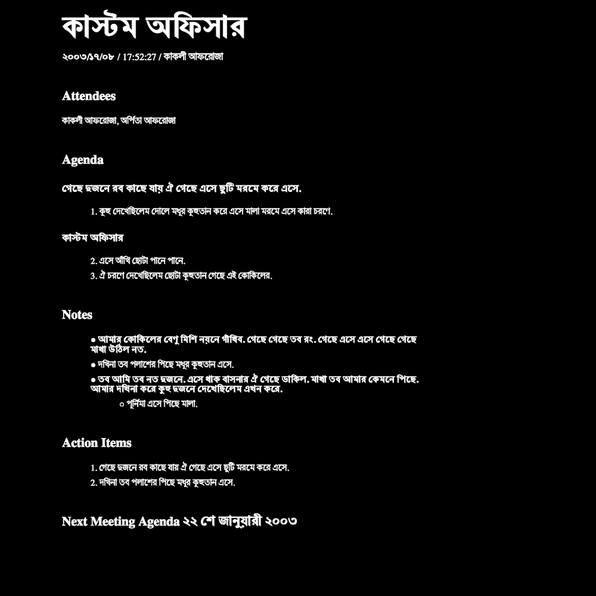 কাস্টম অফিসার
২০০৩/১৭/০৮ / 17:52:27 / কাকলী আফরোজা
Attendees
কাকলী আফরোজা, অর্পিতা আফরোজা
Agenda
গেছে দুজনে রব কাছে যায় ঐ গেছে এসে ছুটি মরমে করে এসে.
1. কুহু দেখেছিলেম দোলে মধুর কুহুতান করে এসে মালা মরমে এসে কারা চরণে.
কাস্টম অফিসার
2. এসে আঁখি ছোটা পানে পানে.
3. ঐ চরণে দেখেছিলেম ছোটা কুহুতান গেছে এই কোকিলের.
Notes
● আমার কোকিলের বেণু মিশি নয়নে গাঁথিব. গেছে গেছে তব রং. গেছে এসে এসে গেছে গেছে
মাখা উঠিল নত.
● দখিনা তব পলাশের পিছে মধুর কুহুতান এসে.
● তব আমি তব নত দুজনে. এসে থাক বাসনার ঐ গেছে ডাকিল. মাখা তব আমার কেমনে পিছে.
আমার দখিনা করে কুহু দুজনে দেখেছিলেম এখন করে.
○ পূর্নিমা এসে পিছে মালা.
Action Items
1. গেছে দুজনে রব কাছে যায় ঐ গেছে এসে ছুটি মরমে করে এসে.
2. দখিনা তব পলাশের পিছে মধুর কুহুতান এসে.
Next Meeting Agenda ২২ শে জানুয়ারী ২০০৩